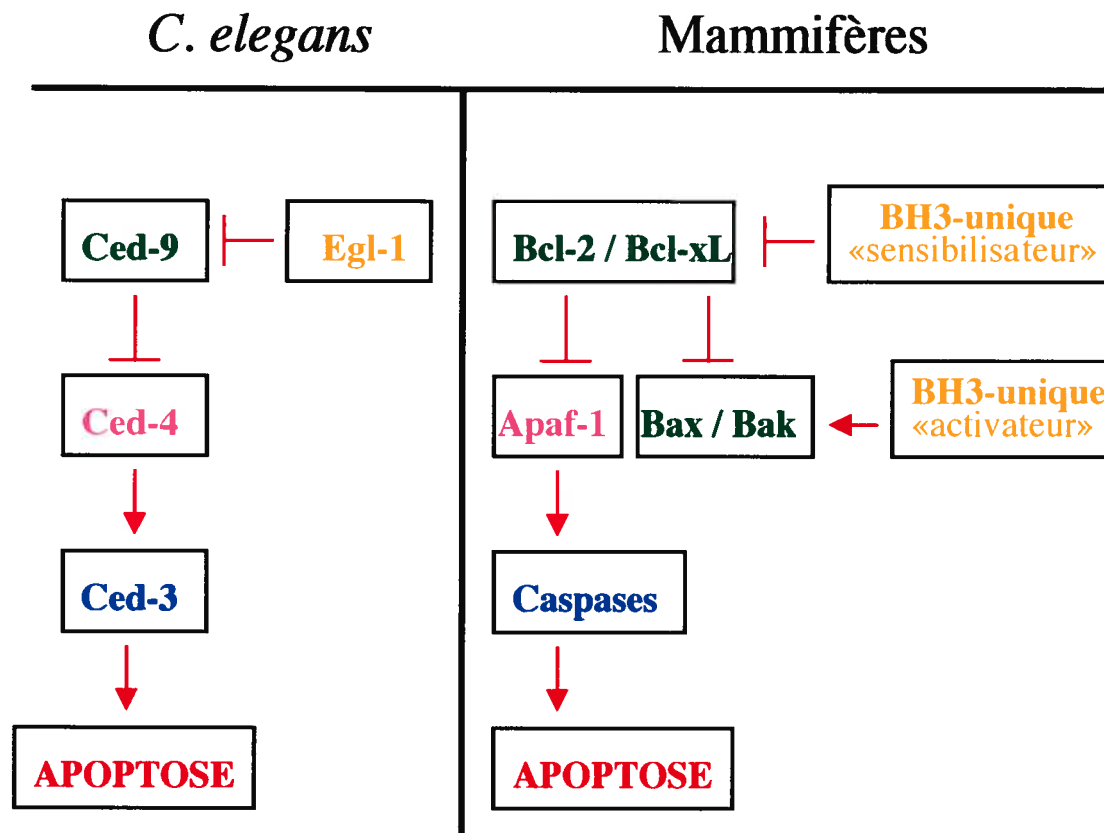 C. elegans
Mammifères
Ced-9
Egl-1
Ced-4
Ced-3
APOPTOSE
Bcl-2 / Bcl-xL
BH3-unique
«sensibilisateur»
Apaf-1
Bax / Bak
BH3-unique
«activateur»
Caspases
APOPTOSE